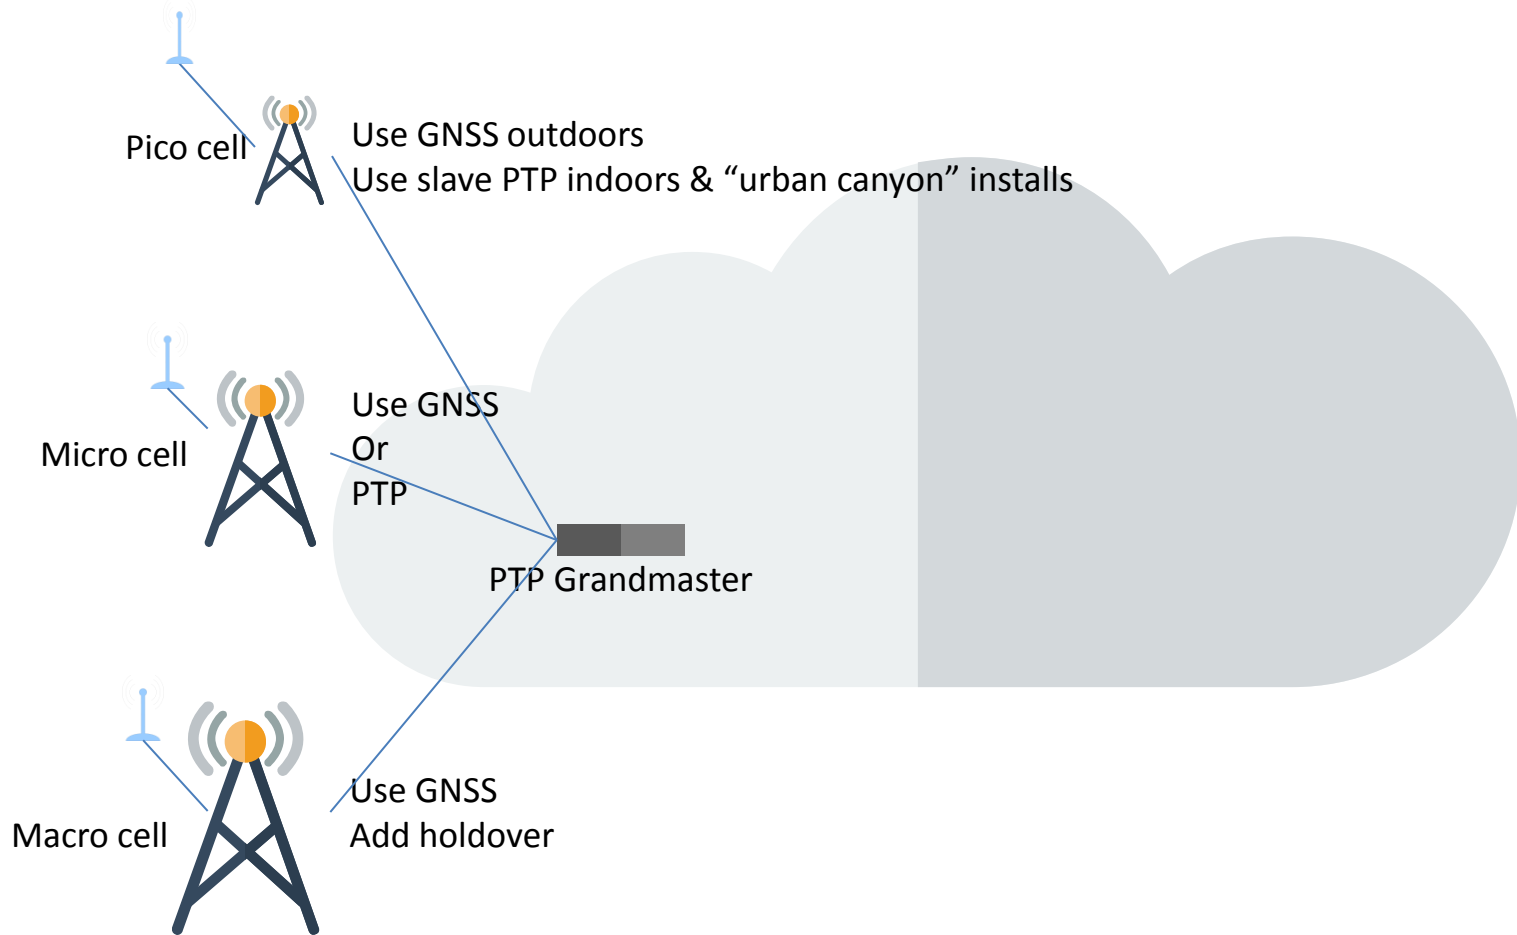 Pico cell
Use GNSS outdoors
Use slave PTP indoors & “urban canyon” installs
Micro cell
Use GNSS
Or
PTP
PTP Grandmaster
Macro cell
Use GNSS
Add holdover